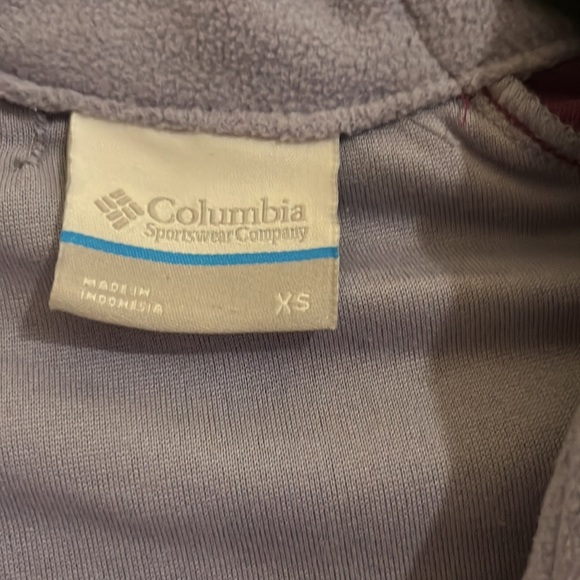 Columbia
Sportswear Company
MADE IN
INDONESIA
XS